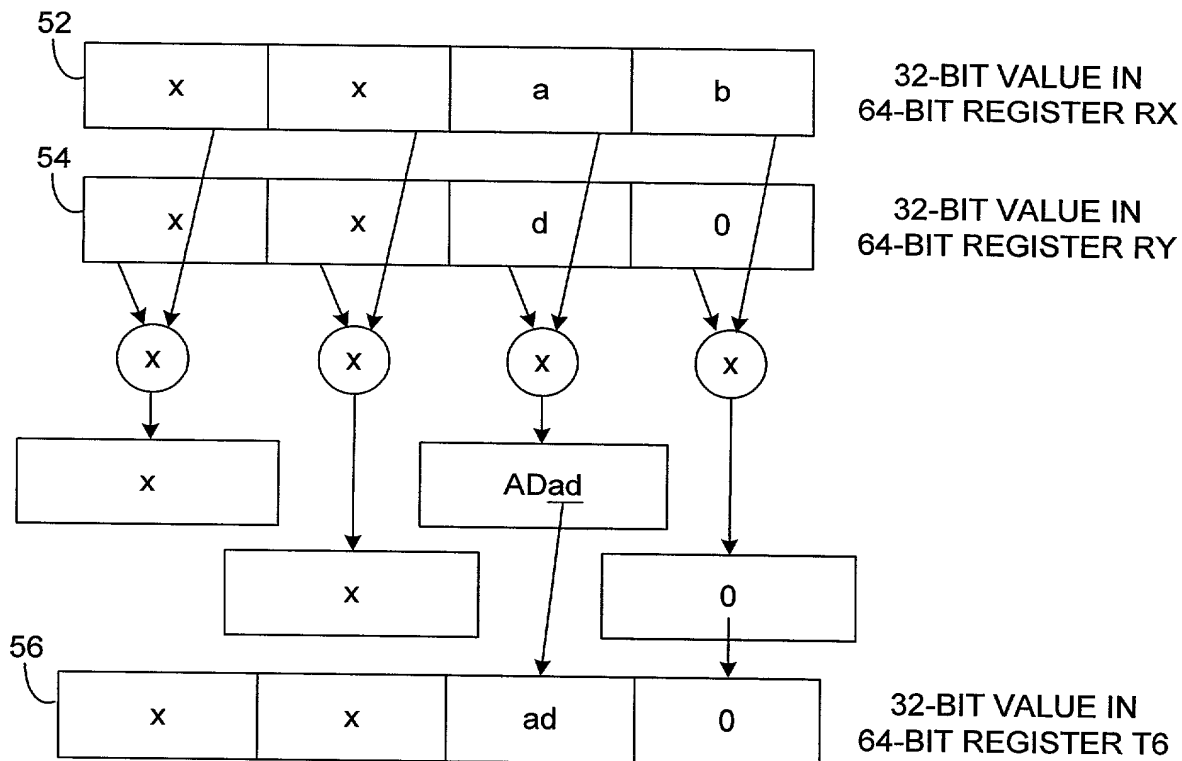 52
x x a b
32-BIT VALUE IN
64-BIT REGISTER RX
54
x x d 0
32-BIT VALUE IN
64-BIT REGISTER RY
x x x x
x
ADad
x
0
56
x x ad 0
32-BIT VALUE IN
64-BIT REGISTER T6